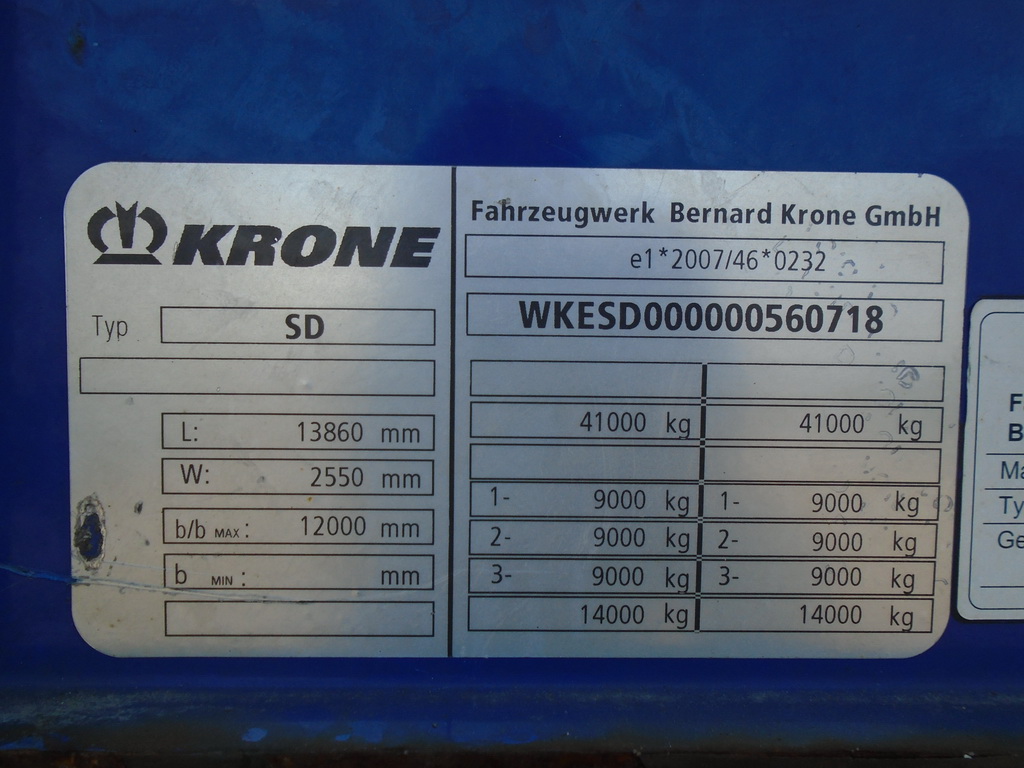 KRONE
Typ SD
L: 13860 mm
W: 2550 mm
b/b MAX: 12000 mm
b MIN: mm
Fahrzeugwerk Bernard Krone GmbH
e1*2007/46*0232
WKESD000000560718
41000 kg 41000 kg
1- 9000 kg 1- 9000 kg
2- 9000 kg 2- 9000 kg
3- 9000 kg 3- 9000 kg
14000 kg 14000 kg